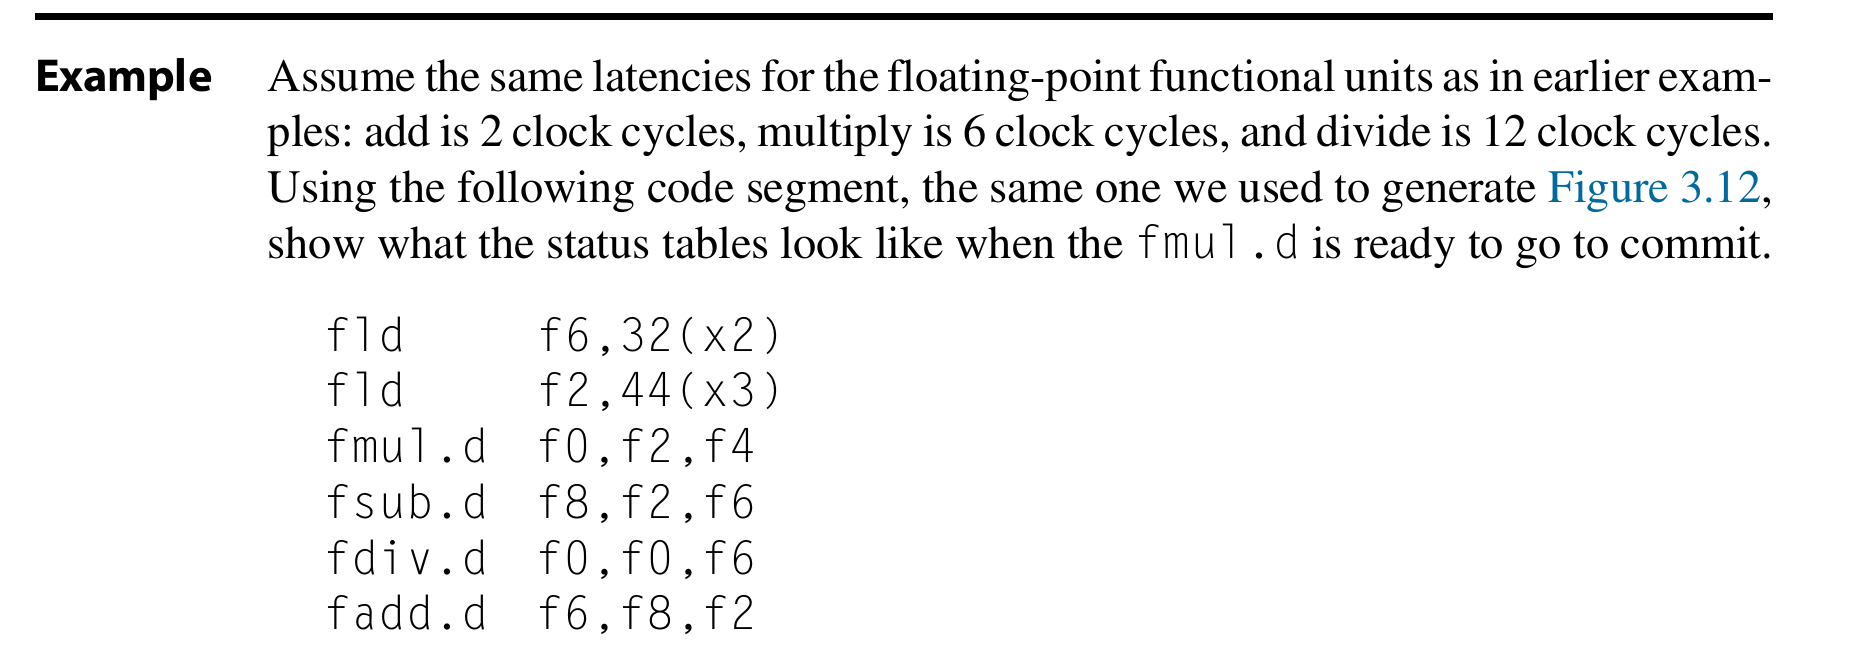 Example Assume the same latencies for the floating-point functional units as in earlier exam-
ples: add is 2 clock cycles, multiply is 6 clock cycles, and divide is 12 clock cycles.
Using the following code segment, the same one we used to generate Figure 3.12,
show what the status tables look like when the fmul.d is ready to go to commit.
fld f6,32(x2)
fld f2,44(x3)
fmul.d f0,f2,f4
fsub.d f8,f2,f6
fdiv.d f0,f0,f6
fadd.d f6,f8,f2